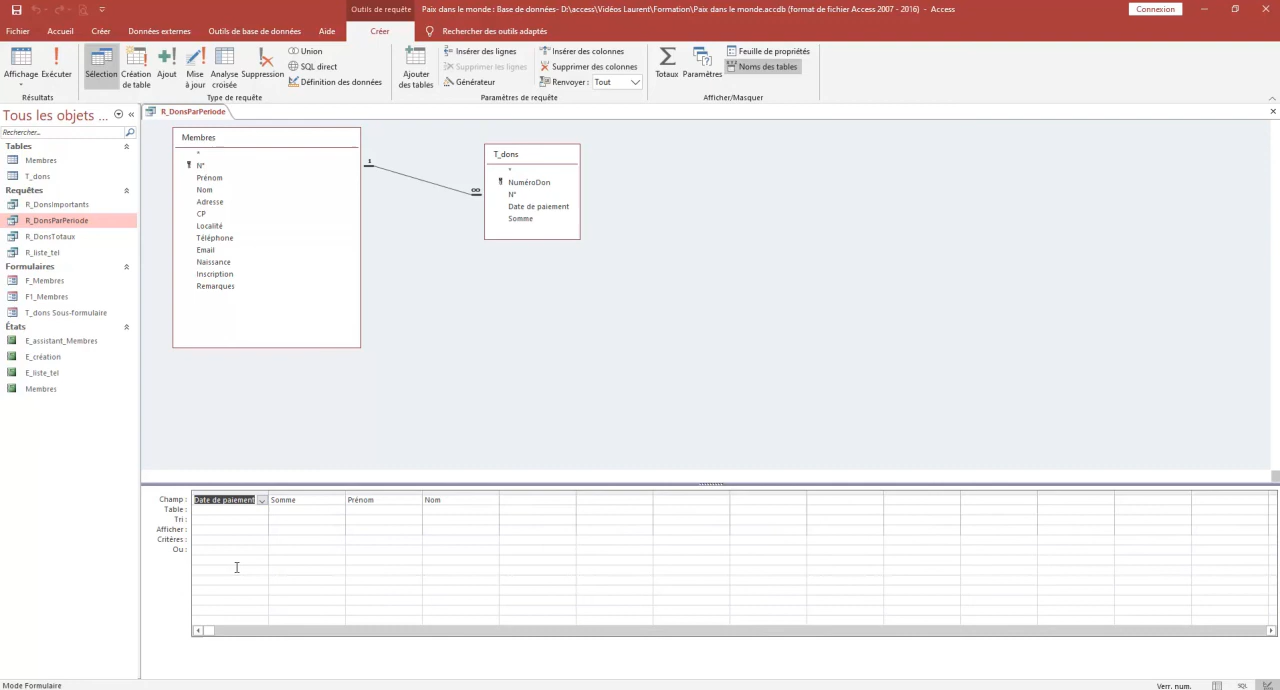 Outils de requête
Paix dans le monde : Base de données- D:\access\Vidéos Laurent\Formation\Paix dans le monde.accdb (format de fichier Access 2007 - 2016) - Access
Connexion
Fichier Accueil Créer Données externes Outils de base de données Aide Créer Rechercher des outils adaptés
Affichage
Exécuter
Résultats
Sélection
Création de table
Ajout
Mise à jour
Analyse croisée
Suppression
Union
SQL direct
Définition des données
Type de requête
Ajouter des tables
Insérer des lignes
Supprimer les lignes
Générateur
Insérer des colonnes
Supprimer des colonnes
Renvoyer : Tout
Paramètres de requête
Totaux
Paramètres
Feuille de propriétés
Noms des tables
Afficher/Masquer
Tous les objets ...
Rechercher...
Tables
Membres
T_dons
Requêtes
R_DonsImportants
R_DonsParPeriode
R_DonsTotaux
R_liste_tel
Formulaires
F_Membres
F1_Membres
T_dons Sous-formulaire
États
E_assistant_Membres
E_création
E_liste_tel
Membres
R_DonsParPeriode
Membres
*
N°
Prénom
Nom
Adresse
CP
Localité
Téléphone
Email
Naissance
Inscription
Remarques
1
∞
T_dons
*
NuméroDon
N°
Date de paiement
Somme
Champ : Date de paiement Somme Prénom Nom
Table :
Tri :
Afficher :
Critères :
Ou :
Mode Formulaire
Verr. num.
SQL